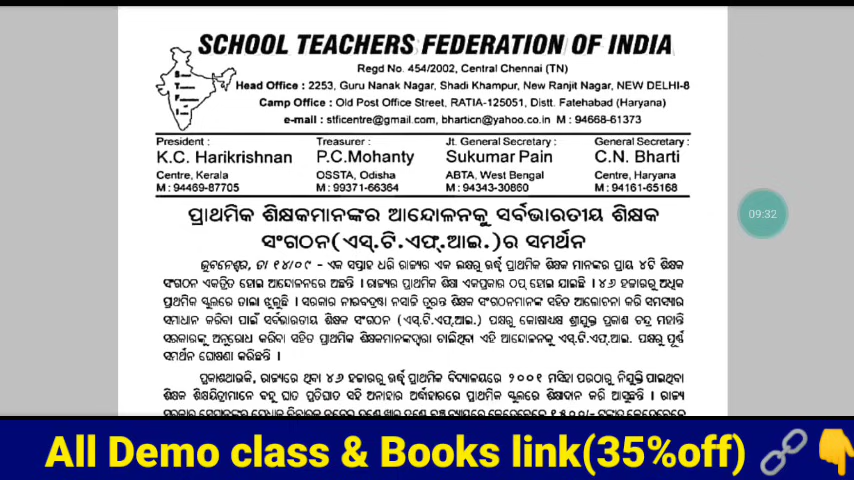 SCHOOL TEACHERS FEDERATION OF INDIA
Regd No. 454/2002, Central Chennai (TN)
Head Office : 2253, Guru Nanak Nagar, Shadi Khampur, New Ranjit Nagar, NEW DELHI-8
Camp Office : Old Post Office Street, RATIA-125051, Distt. Fatehabad (Haryana)
e-mail : stficentre@gmail.com, bharticn@yahoo.co.in M : 94668-61373
S T F I
President : Treasurer : Jt. General Secretary : General Secretary :
K.C. Harikrishnan P.C.Mohanty Sukumar Pain C.N. Bharti
Centre, Kerala OSSTA, Odisha ABTA, West Bengal Centre, Haryana
M : 94469-87705 M : 99371-66364 M : 94343-30860 M : 94161-65168
09:32
ପ୍ରାଥମିକ ଶିକ୍ଷକମାନଙ୍କର ଆନ୍ଦୋଳନକୁ ସର୍ବଭାରତୀୟ ଶିକ୍ଷକ
ସଂଗଠନ(ଏସ୍.ଟି.ଏଫ୍.ଆଇ.)ର ସମର୍ଥନ
ଭୁବନେଶ୍ୱର, ତା ୧୪/୦୯ - ଏକ ସପ୍ତାହ ଧରି ରାଜ୍ୟର ଏକ ଲକ୍ଷରୁ ଊର୍ଦ୍ଧ୍ୱ ପ୍ରାଥମିକ ଶିକ୍ଷକ ମାନଙ୍କର ପ୍ରାୟ ୪ଟି ଶିକ୍ଷକ
ସଂଗଠନ ଏକତ୍ରିତ ହୋଇ ଆନ୍ଦୋଳନରେ ଅଛନ୍ତି । ରାଜ୍ୟର ପ୍ରାଥମିକ ଶିକ୍ଷା ଏକପ୍ରକାର ଠପ୍ ହୋଇ ଯାଇଛି । ୪୬ ହଜାରରୁ ଅଧିକ
ପ୍ରାଥମିକ ସ୍କୁଲରେ ତାଲା ଝୁଲୁଛି । ସରକାର ନୀରବଦ୍ରଷ୍ଟା ନସାଜି ତୁରନ୍ତ ଶିକ୍ଷକ ସଂଗଠନମାନଙ୍କ ସହିତ ଆଲୋଚନା କରି ସମସ୍ୟାର
ସମାଧାନ କରିବା ପାଇଁ ସର୍ବଭାରତୀୟ ଶିକ୍ଷକ ସଂଗଠନ (ଏସ୍.ଟି.ଏଫ୍.ଆଇ.) ପକ୍ଷରୁ କୋଷାଧ୍ୟକ୍ଷ ଶ୍ରୀଯୁକ୍ତ ପ୍ରକାଶ ଚନ୍ଦ୍ର ମହାନ୍ତି
ସରକାରଙ୍କୁ ଅନୁରୋଧ କରିବା ସହିତ ପ୍ରାଥମିକ ଶିକ୍ଷକମାନଙ୍କଦ୍ୱାରା ଚାଲିଥିବା ଏହି ଆନ୍ଦୋଳନକୁ ଏସ୍.ଟି.ଏଫ୍.ଆଇ. ପକ୍ଷରୁ ପୂର୍ଣ୍ଣ
ସମର୍ଥନ ଘୋଷଣା କରିଛନ୍ତି ।
ପ୍ରକାଶଥାଉକି, ରାଜ୍ୟରେ ଥିବା ୪୬ ହଜାରରୁ ଊର୍ଦ୍ଧ୍ୱ ପ୍ରାଥମିକ ବିଦ୍ୟାଳୟରେ ୨୦୦୧ ମସିହା ପରଠାରୁ ନିଯୁକ୍ତି ପାଇଥିବା
ଶିକ୍ଷକ ଶିକ୍ଷୟିତ୍ରୀମାନେ ବହୁ ଘାତ ପ୍ରତିଘାତ ସହି ଅନାହାର ଅର୍ଦ୍ଧାହାରରେ ପ୍ରାଥମିକ ସ୍କୁଲରେ ଶିକ୍ଷାଦାନ କରି ଆସୁଛନ୍ତି । ରାଜ୍ୟ
All Demo class & Books link(35%off) 🔗👇